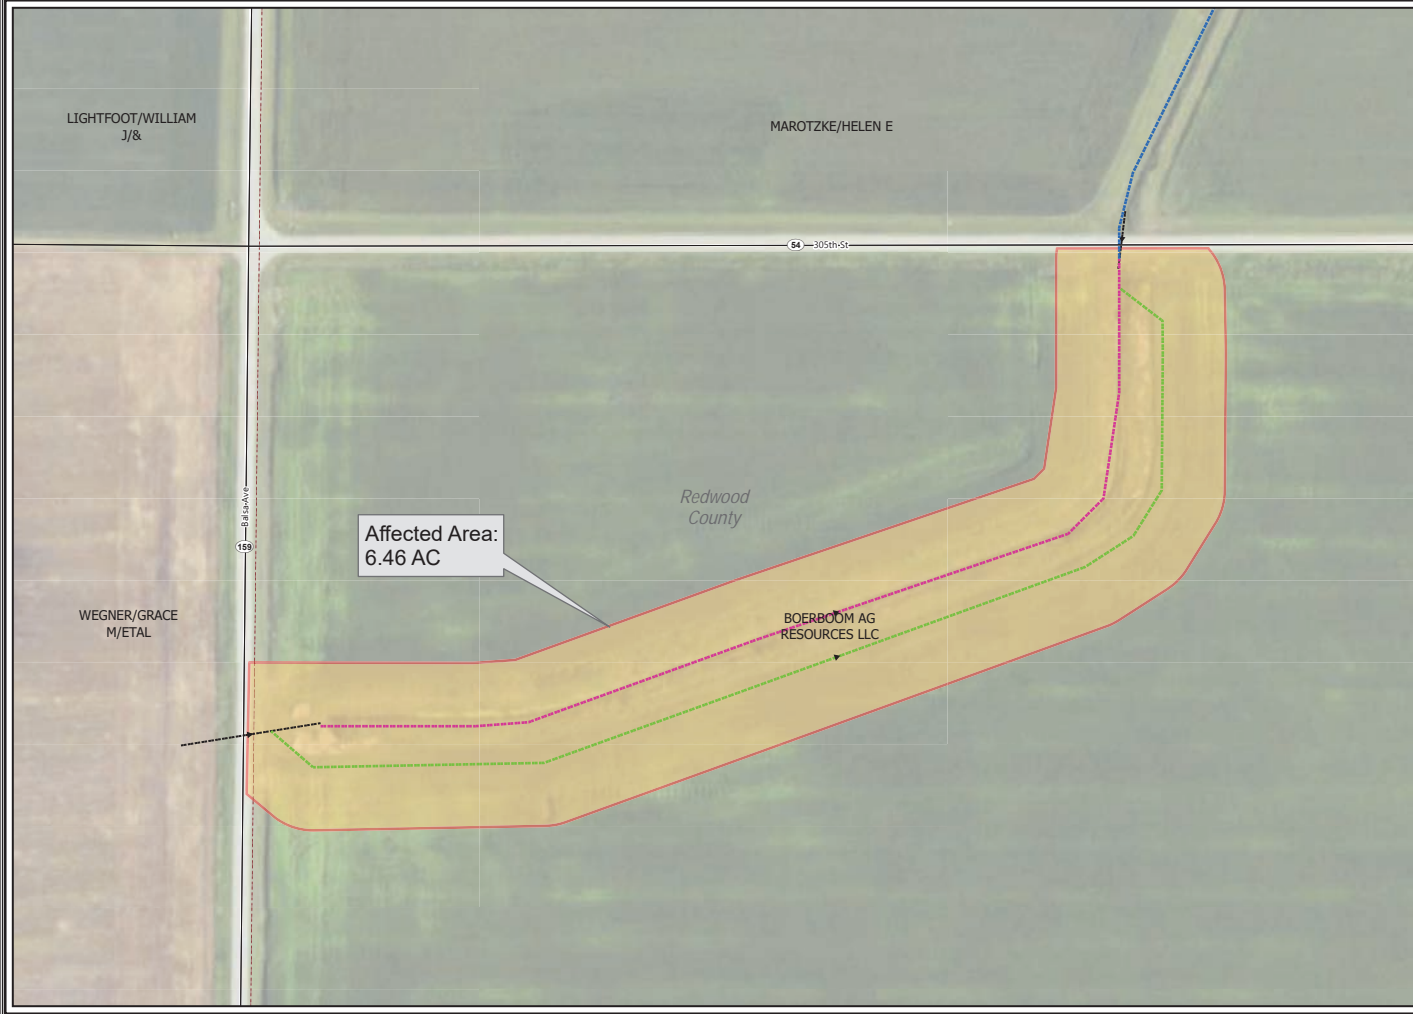 LIGHTFOOT/WILLIAM
J/&
MAROTZKE/HELEN E
54
305th St
Balsa Ave
159
Redwood
County
Affected Area:
6.46 AC
WEGNER/GRACE
M/ETAL
BOERBOOM AG
RESOURCES LLC